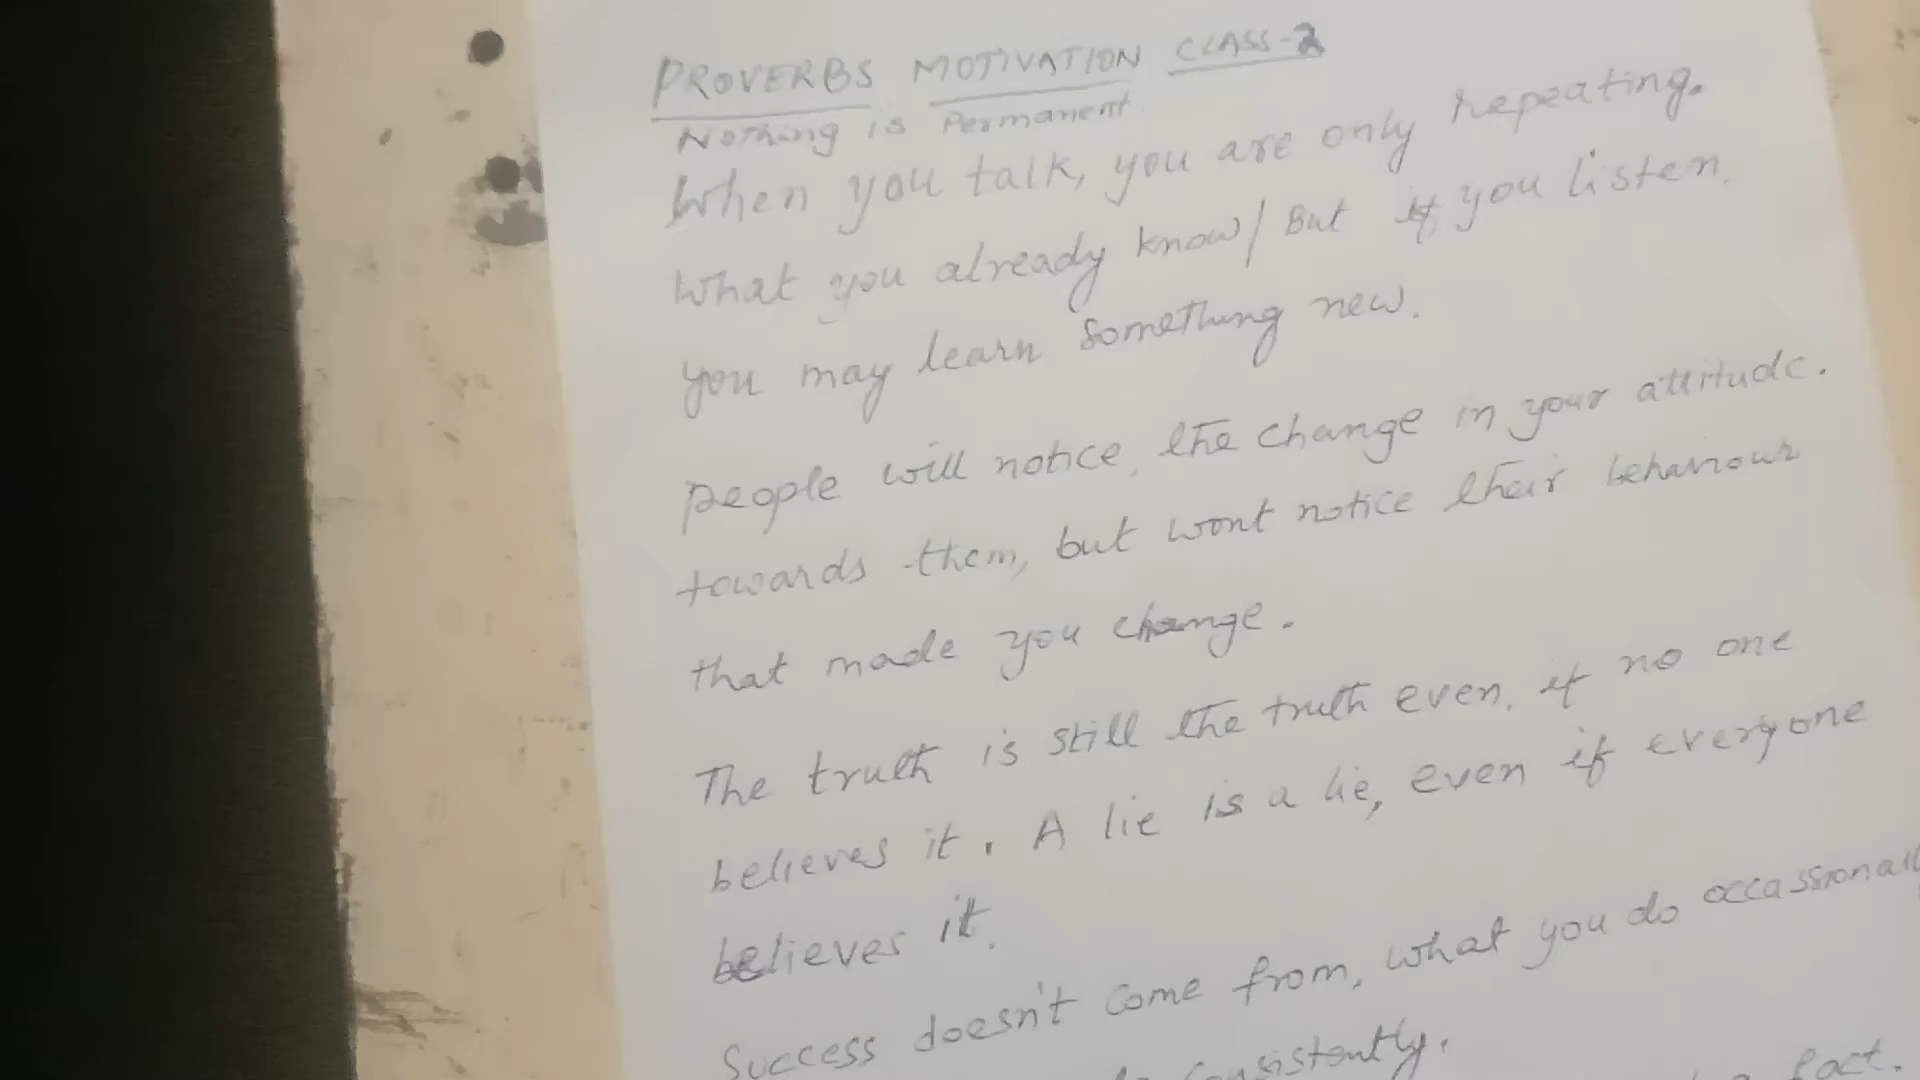 PROVERBS MOTIVATION CLASS-2
Nothing is Permanent
When you talk, you are only repeating.
What you already know/ But if you listen.
you may learn something new.
people will notice, the change in your attitude.
towards them, but wont notice their behaviour
that made you change.
The truth is still the truth even, if no one
believes it. A lie is a lie, even if everyone
believes it.
Success doesn't come from, what you do occassionall
consistently.
fact.